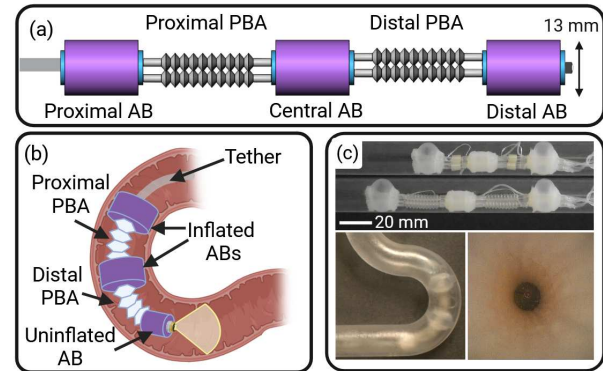 (a)
Proximal PBA
Distal PBA
13 mm
Proximal AB
Central AB
Distal AB
(b)
Tether
Proximal
PBA
Inflated
ABs
Distal
PBA
Uninflated
AB
(c)
20 mm